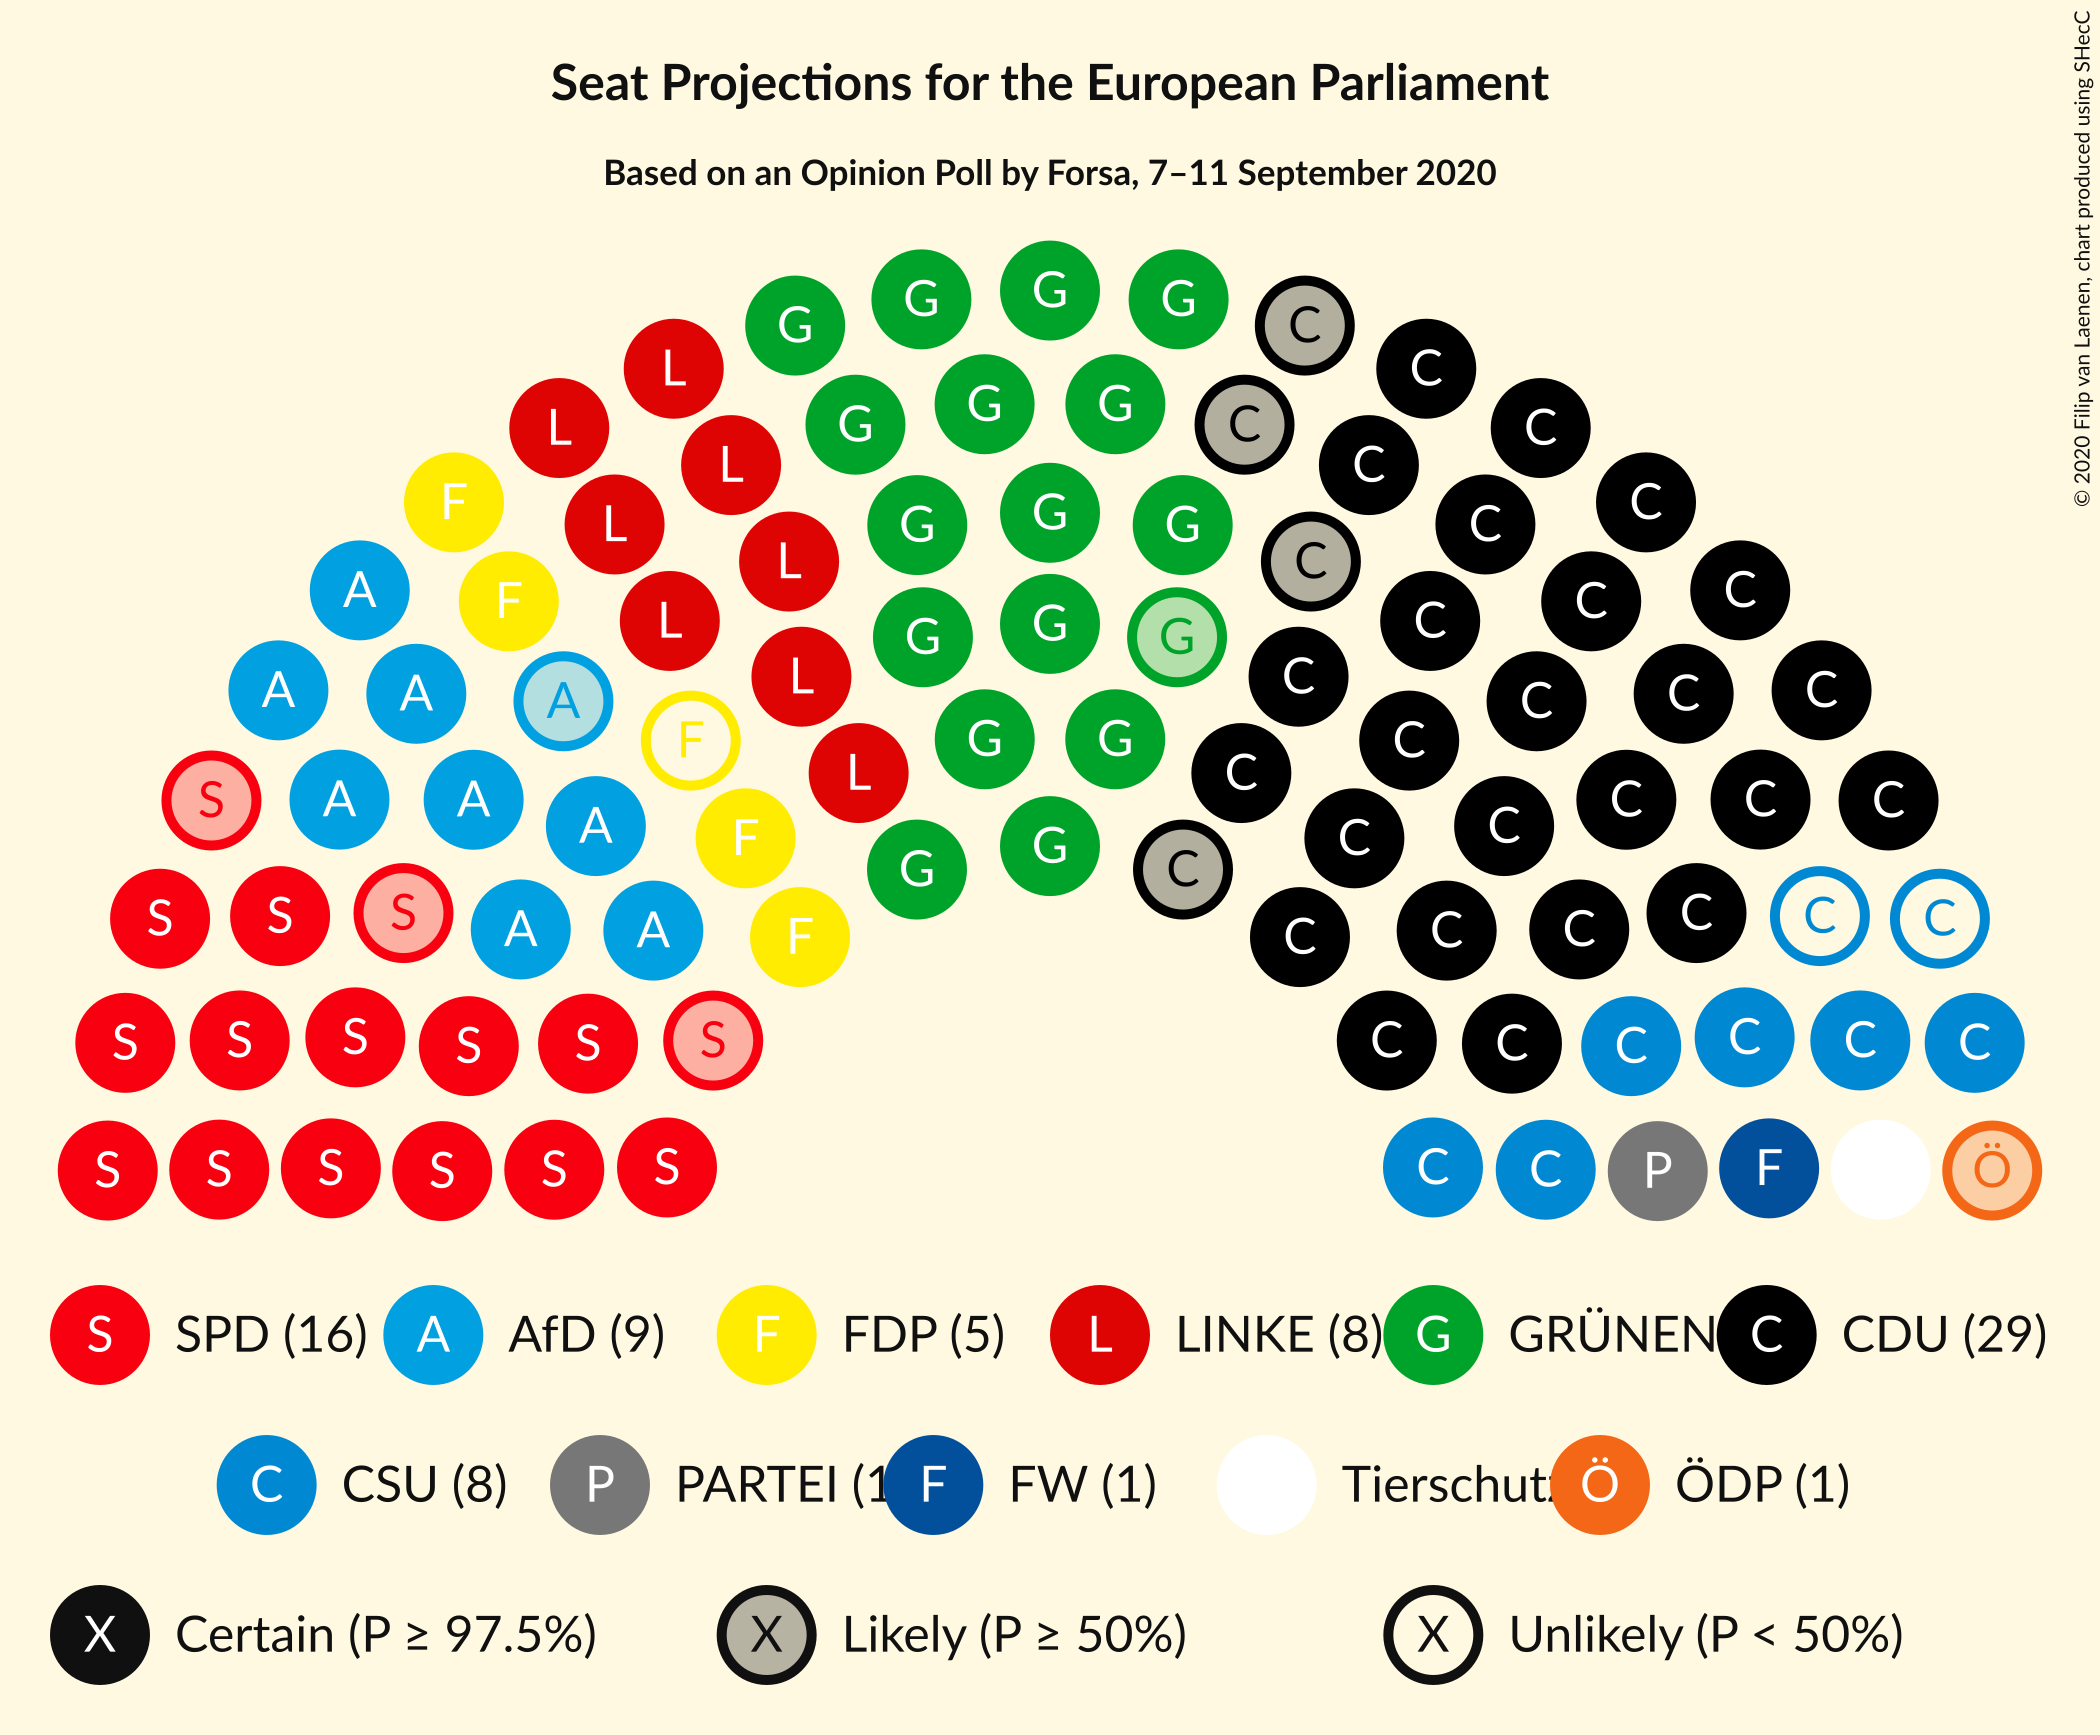 © 2020 Filip van Laenen, chart produced using SHecC
Seat Projections for the European Parliament
Based on an Opinion Poll by Forsa, 7–11 September 2020
G G G G C
L C
L G G G C C
L C
F L G G G C C
A F L C C C
L G G G C
A A A L C C C C
F G G C
S A A L C C C C
A F G C C
S S S A A F G C C C C C C C
S S S S S S C C C C C C
S S S S S S C C P F Ö
S SPD (16) A AfD (9) F FDP (5) L LINKE (8) G GRÜNEN C CDU (29)
C CSU (8) P PARTEI (1 F FW (1) Tierschutz Ö ÖDP (1)
X Certain (P ≥ 97.5%) X Likely (P ≥ 50%) X Unlikely (P < 50%)